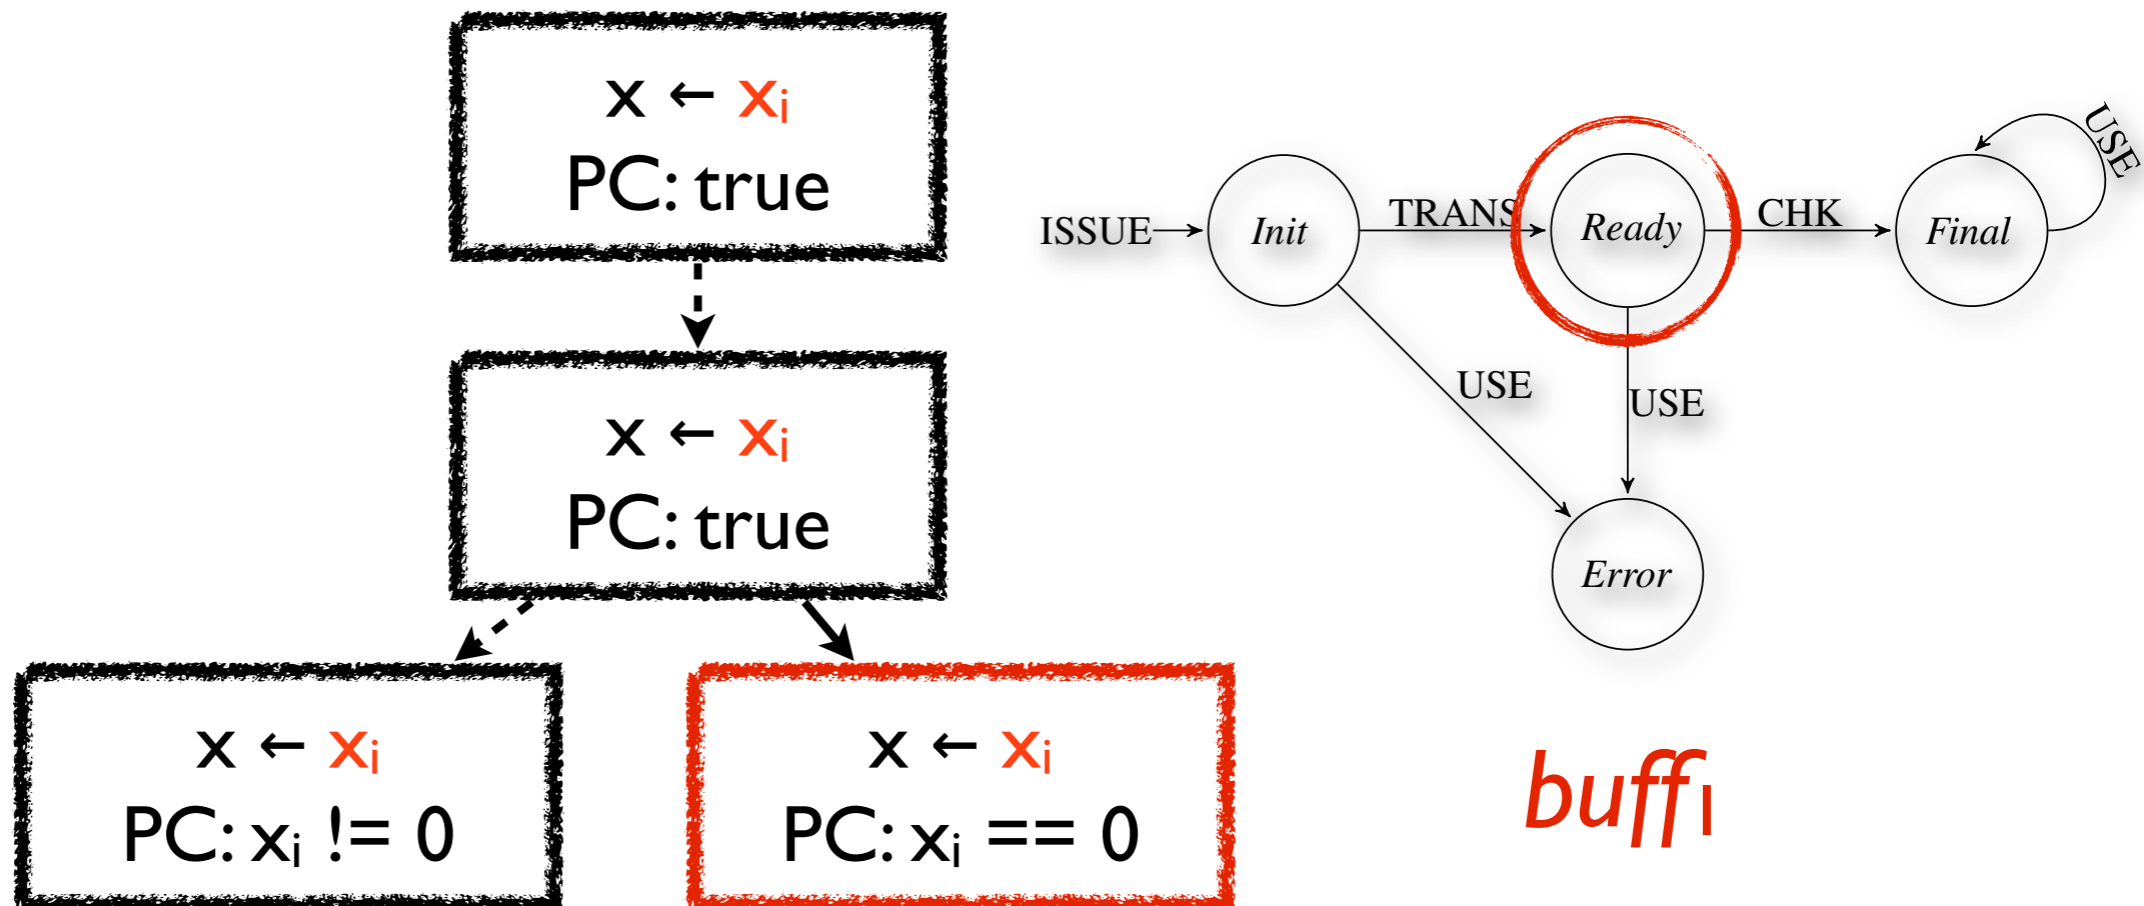 x ← xᵢ
PC: true
x ← xᵢ
PC: true
x ← xᵢ
PC: xᵢ != 0
x ← xᵢ
PC: xᵢ == 0
ISSUE
Init
TRANS
Ready
CHK
Final
USE
USE
USE
Error
buff₁